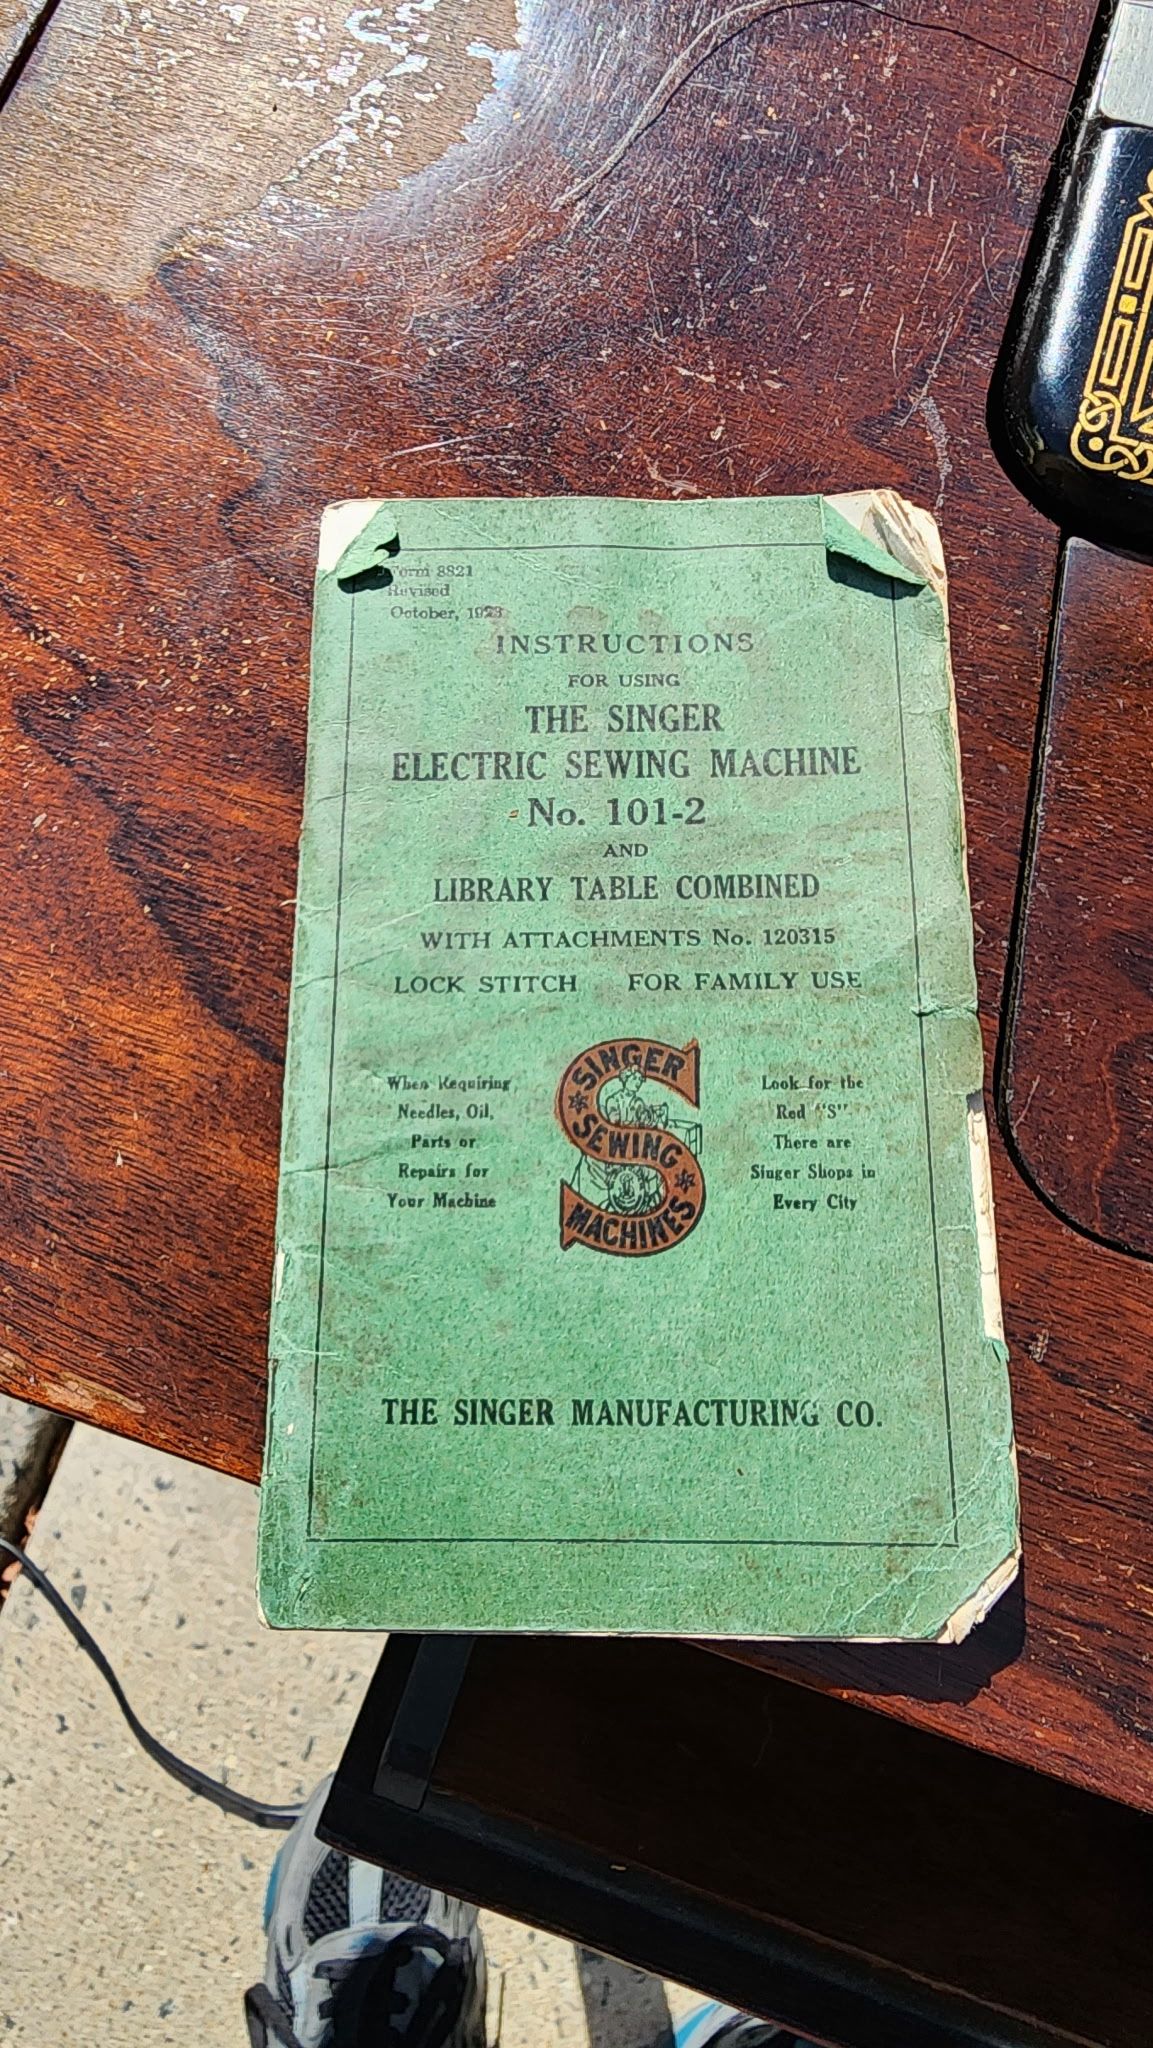 Form 8821
Revised
October, 1923
INSTRUCTIONS
FOR USING
THE SINGER
ELECTRIC SEWING MACHINE
No. 101-2
AND
LIBRARY TABLE COMBINED
WITH ATTACHMENTS No. 120315
LOCK STITCH FOR FAMILY USE
When Requiring
Needles, Oil,
Parts or
Repairs for
Your Machine
SINGER
SEWING
MACHINES
Look for the
Red "S"
There are
Singer Shops in
Every City
THE SINGER MANUFACTURING CO.